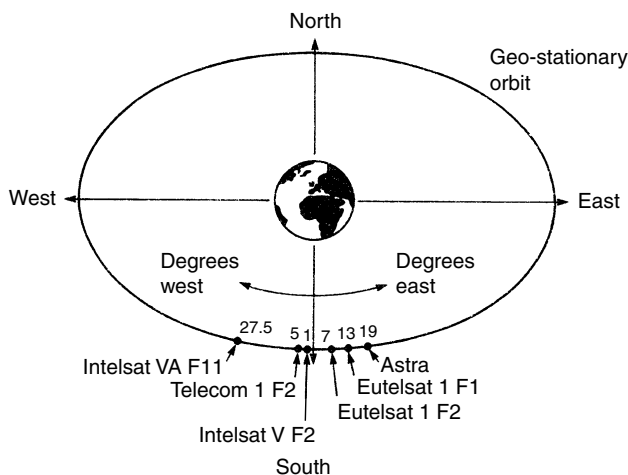 North
Geo-stationary
orbit
West
East
Degrees
west
Degrees
east
27.5
5
1
7
13
19
Intelsat VA F11
Astra
Telecom 1 F2
Eutelsat 1 F1
Eutelsat 1 F2
Intelsat V F2
South